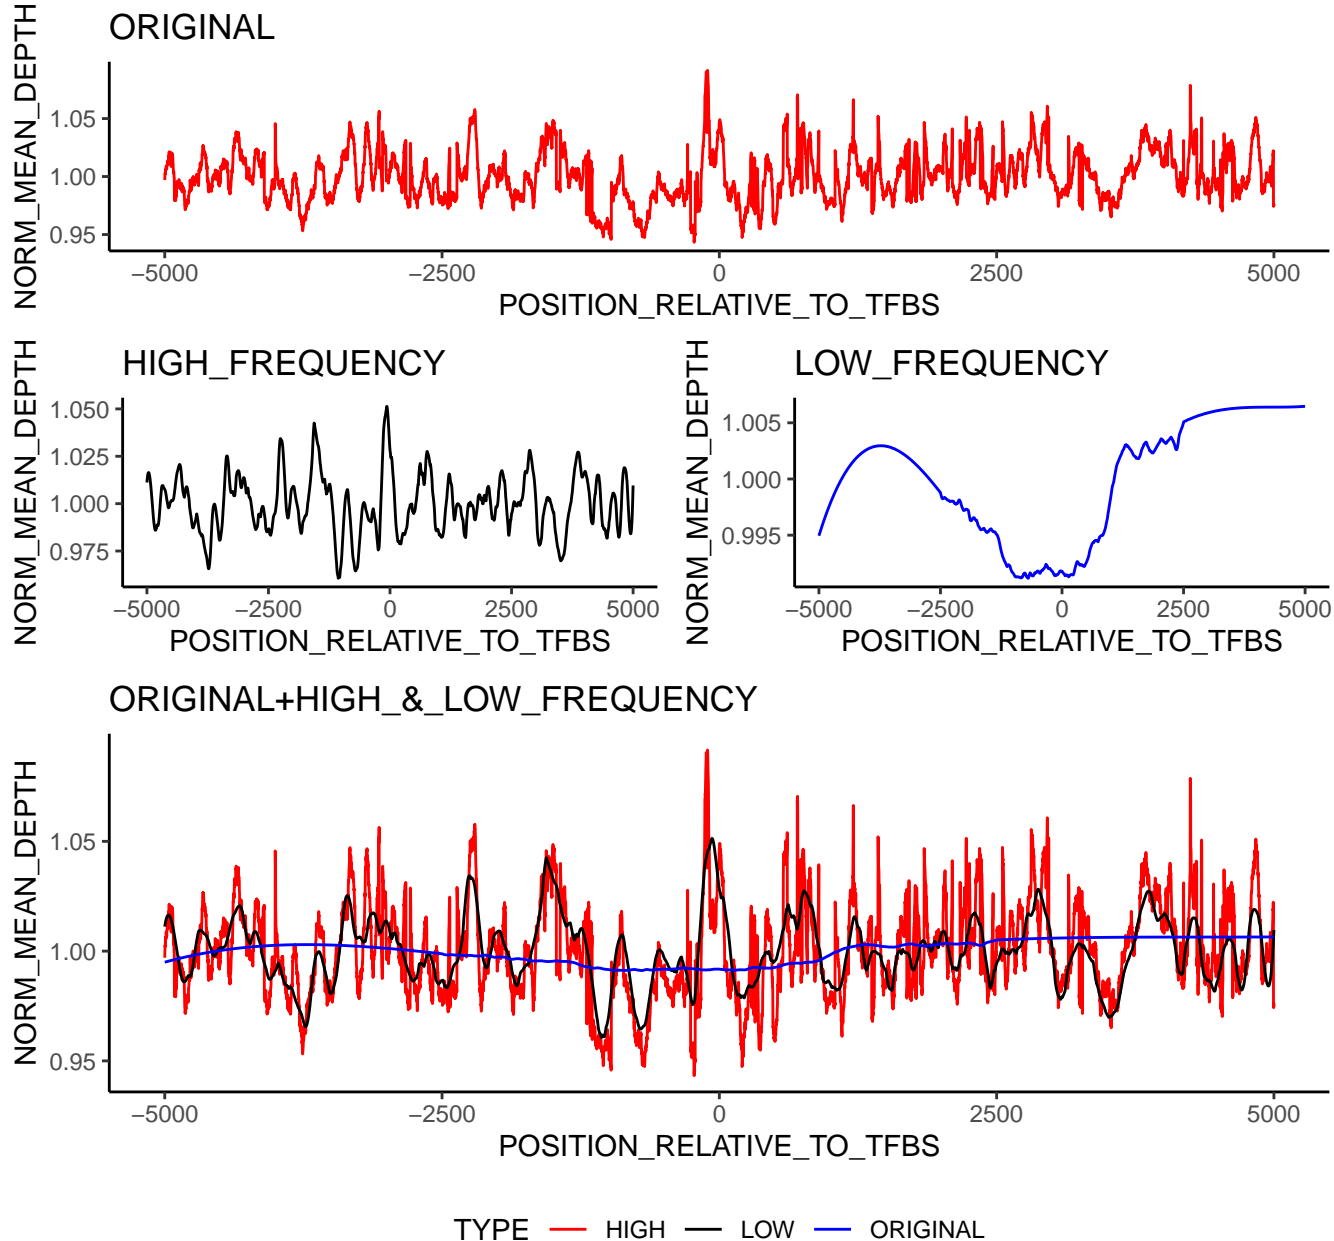 ORIGINAL
NORM_MEAN_DEPTH
1.05
1.00
0.95
−5000 −2500 0 2500 5000
POSITION_RELATIVE_TO_TFBS
HIGH_FREQUENCY
NORM_MEAN_DEPTH
1.050
1.025
1.000
0.975
−5000 −2500 0 2500 5000
POSITION_RELATIVE_TO_TFBS
LOW_FREQUENCY
NORM_MEAN_DEPTH
1.005
1.000
0.995
−5000 −2500 0 2500 5000
POSITION_RELATIVE_TO_TFBS
ORIGINAL+HIGH_&_LOW_FREQUENCY
NORM_MEAN_DEPTH
1.05
1.00
0.95
−5000 −2500 0 2500 5000
POSITION_RELATIVE_TO_TFBS
TYPE HIGH LOW ORIGINAL